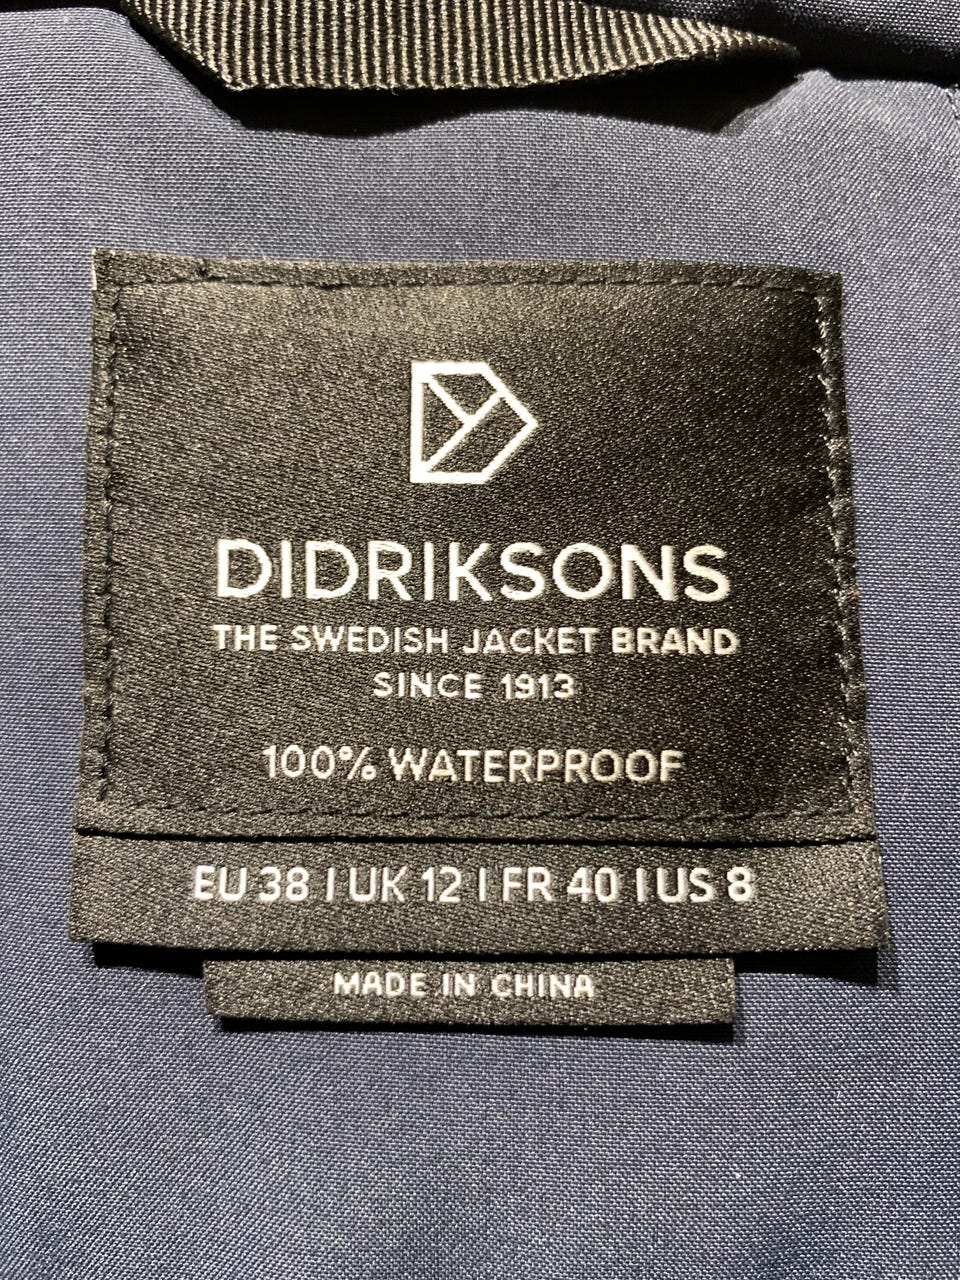 DIDRIKSONS
THE SWEDISH JACKET BRAND
SINCE 1913
100% WATERPROOF
EU 38 | UK 12 | FR 40 | US 8
MADE IN CHINA